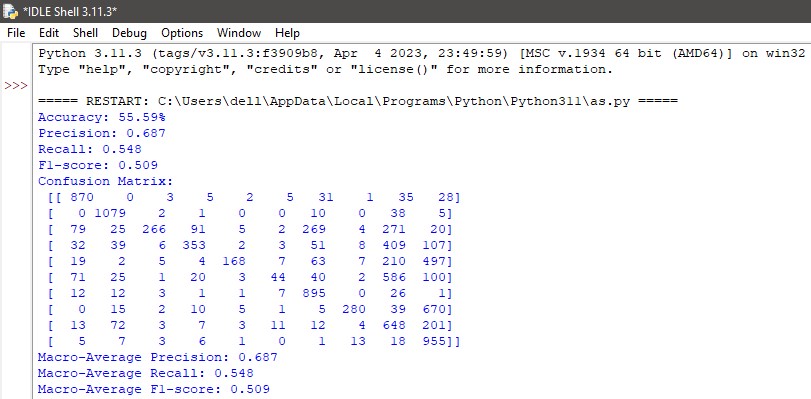 *IDLE Shell 3.11.3*
File Edit Shell Debug Options Window Help
Python 3.11.3 (tags/v3.11.3:f3909b8, Apr  4 2023, 23:49:59) [MSC v.1934 64 bit (AMD64)] on win32
Type "help", "copyright", "credits" or "license()" for more information.
>>>
===== RESTART: C:\Users\dell\AppData\Local\Programs\Python\Python311\as.py =====
Accuracy: 55.59%
Precision: 0.687
Recall: 0.548
F1-score: 0.509
Confusion Matrix:
[[ 870    0    3    5    2    5   31    1   35   28]
[   0 1079    2    1    0    0   10    0   38    5]
[  79   25  266   91    5    2  269    4  271   20]
[  32   39    6  353    2    3   51    8  409  107]
[  19    2    5    4  168    7   63    7  210  497]
[  71   25    1   20    3   44   40    2  586  100]
[  12   12    3    1    1    7  895    0   26    1]
[   0   15    2   10    5    1    5  280   39  670]
[  13   72    3    7    3   11   12    4  648  201]
[   5    7    3    6    1    0    1   13   18  955]]
Macro-Average Precision: 0.687
Macro-Average Recall: 0.548
Macro-Average F1-score: 0.509